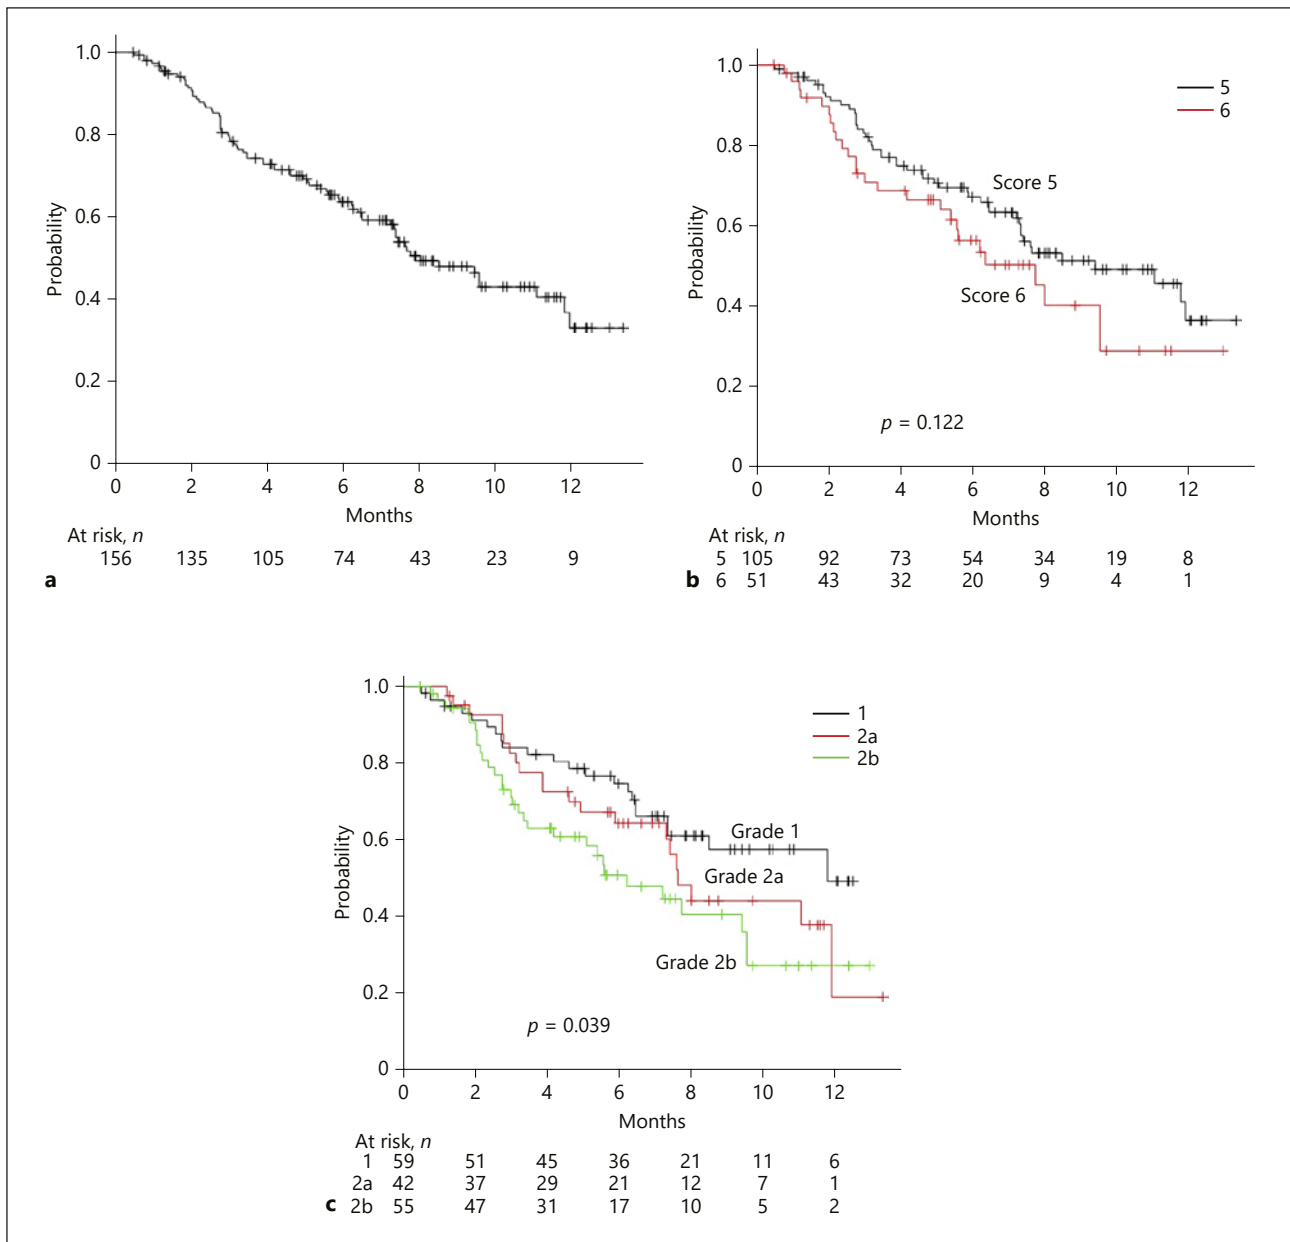 1.0
0.8
0.6
0.4
0.2
0
Probability
0 2 4 6 8 10 12
Months
At risk, n
156 135 105 74 43 23 9
a
1.0
0.8
0.6
0.4
0.2
0
Probability
5
6
Score 5
Score 6
p = 0.122
0 2 4 6 8 10 12
Months
At risk, n
5 105 92 73 54 34 19 8
b 6 51 43 32 20 9 4 1
1.0
0.8
0.6
0.4
0.2
0
Probability
1
2a
2b
Grade 1
Grade 2a
Grade 2b
p = 0.039
0 2 4 6 8 10 12
Months
At risk, n
1 59 51 45 36 21 11 6
2a 42 37 29 21 12 7 1
c 2b 55 47 31 17 10 5 2